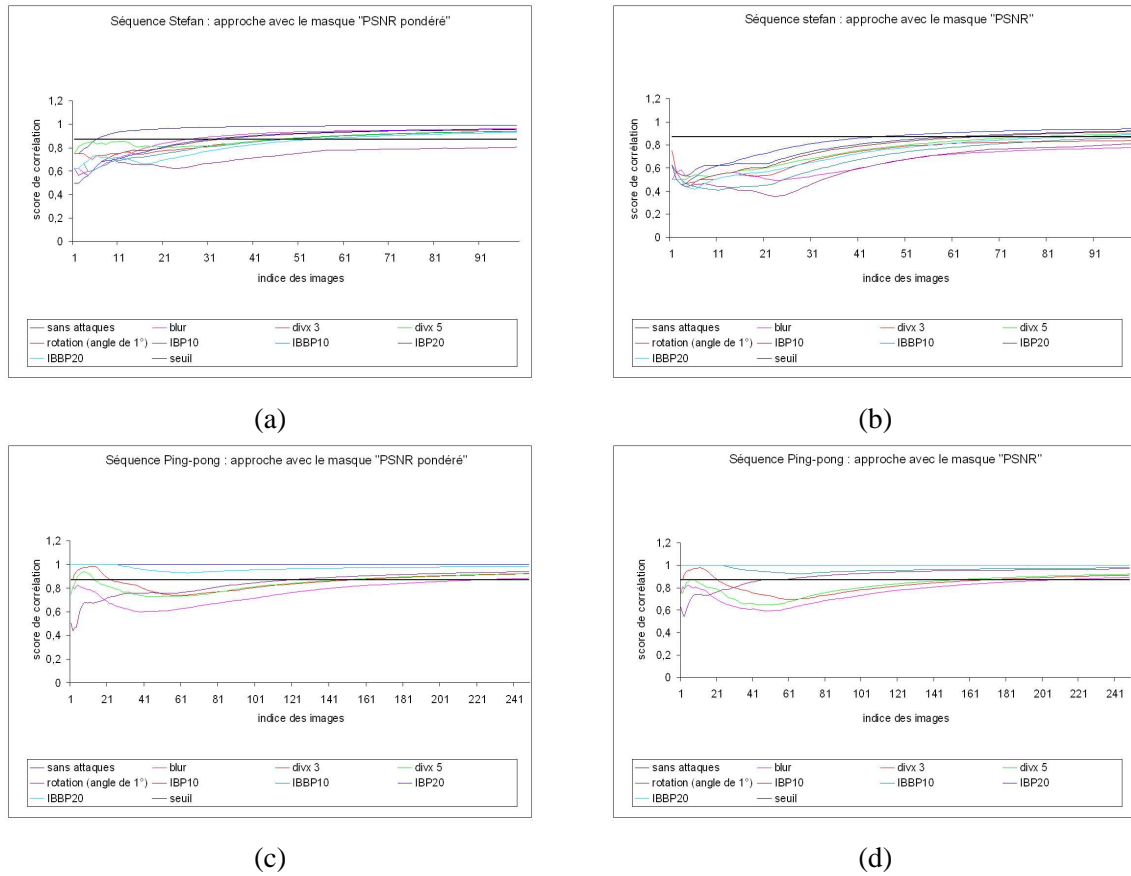 Séquence Stefan : approche avec le masque "PSNR pondéré"
score de corrélation
1,2
1
0,8
0,6
0,4
0,2
0
1 11 21 31 41 51 61 71 81 91
indice des images
sans attaques blur divx 3 divx 5
rotation (angle de 1°) IBP10 IBBP10 IBP20
IBBP20 seuil
(a)
Séquence stefan : approche avec le masque "PSNR"
score de corrélation
1,2
1
0,8
0,6
0,4
0,2
0
1 11 21 31 41 51 61 71 81 91
indice des images
sans attaques blur divx 3 divx 5
rotation (angle de 1°) IBP10 IBBP10 IBP20
IBBP20 seuil
(b)
Séquence Ping-pong : approche avec le masque "PSNR pondéré"
score de corrélation
1,2
1
0,8
0,6
0,4
0,2
0
1 21 41 61 81 101 121 141 161 181 201 221 241
indice des images
sans attaques blur divx 3 divx 5
rotation (angle de 1°) IBP10 IBBP10 IBP20
IBBP20 seuil
(c)
Séquence Ping-pong : approche avec le masque "PSNR"
score de corrélation
1,2
1
0,8
0,6
0,4
0,2
0
1 21 41 61 81 101 121 141 161 181 201 221 241
indice des images
sans attaques blur divx 3 divx 5
rotation (angle de 1°) IBP10 IBBP10 IBP20
IBBP20 seuil
(d)